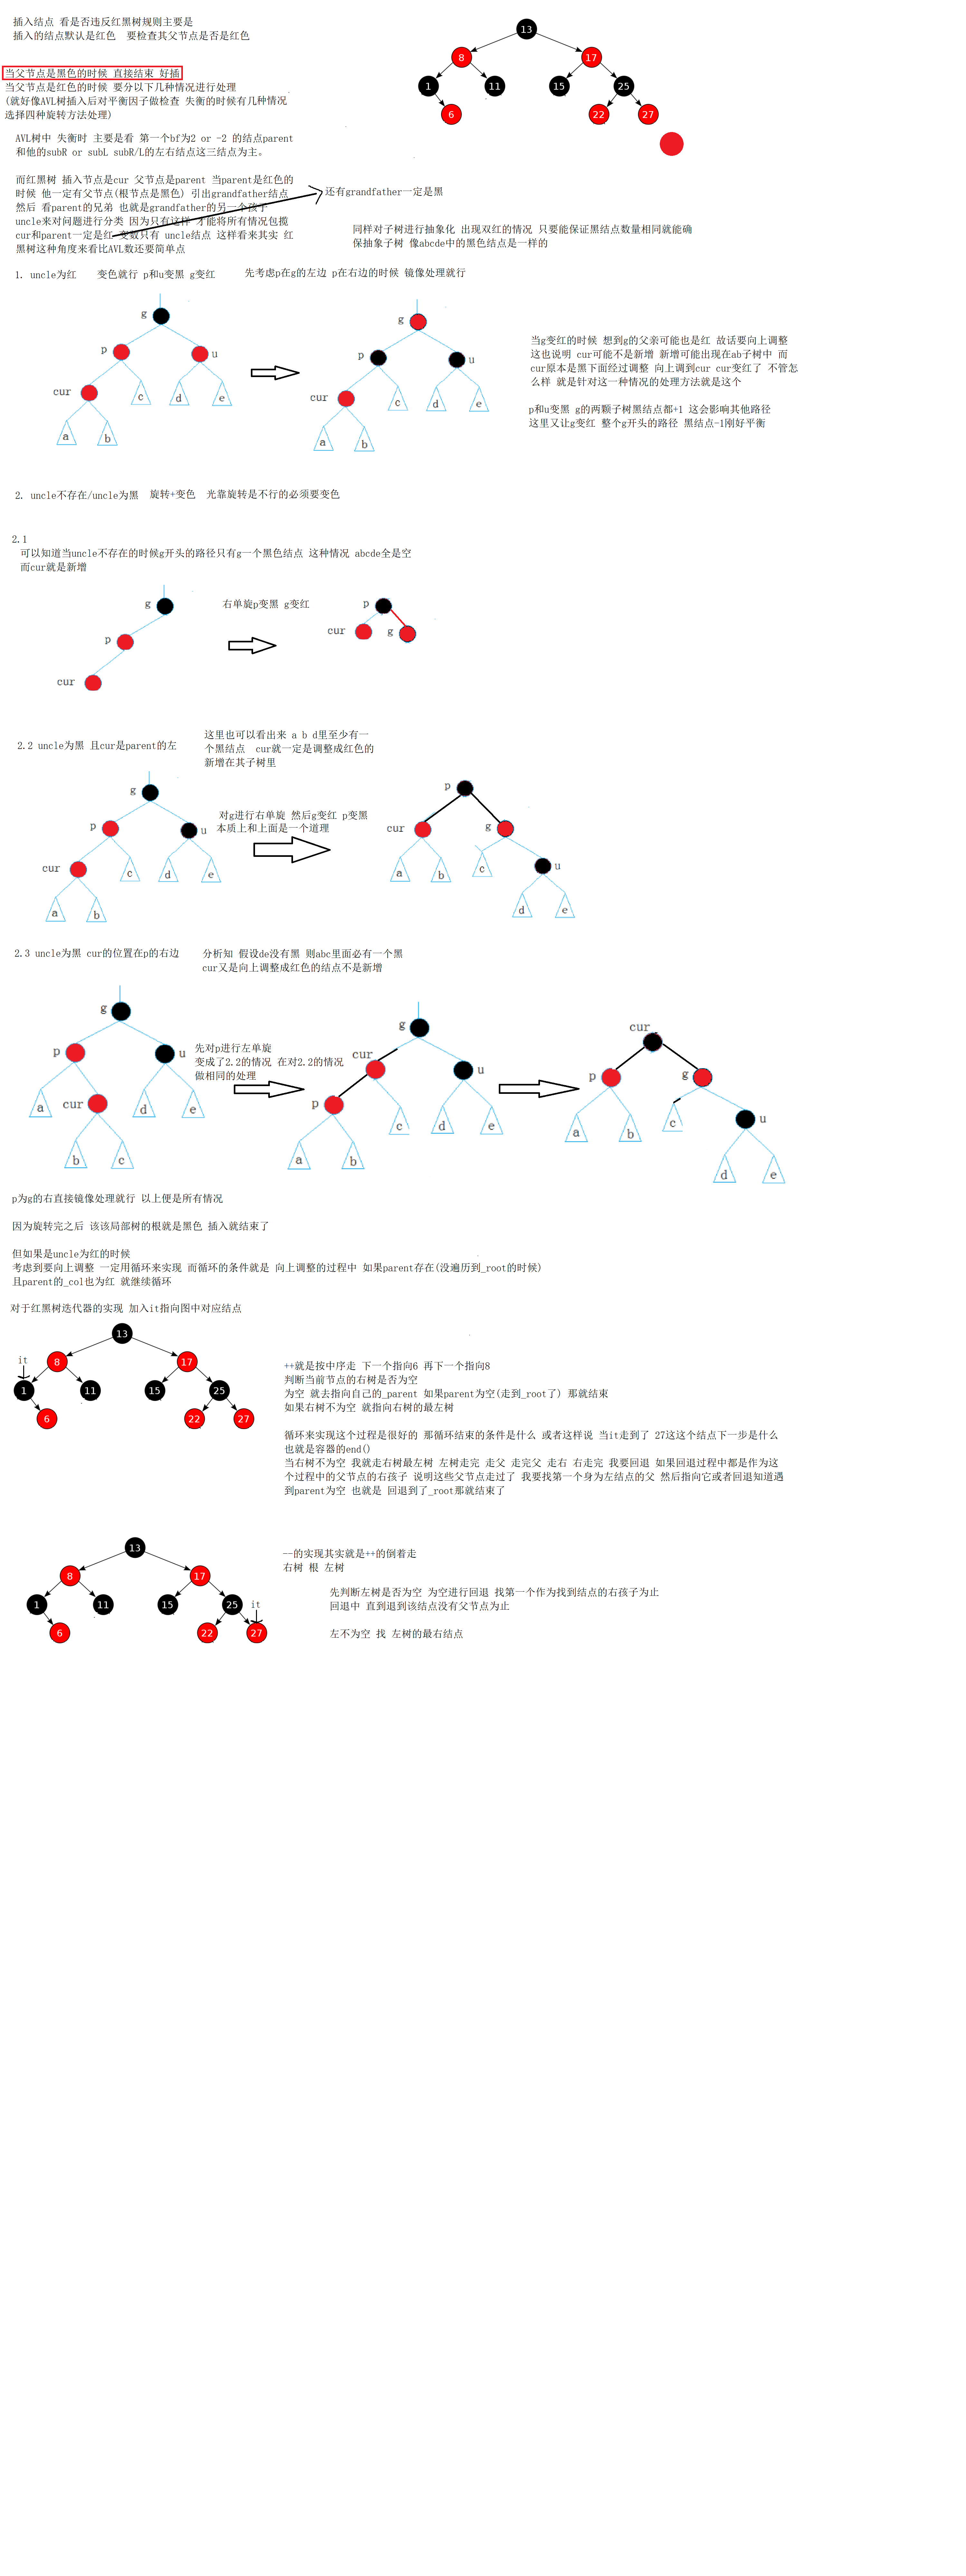 插入结点 看是否违反红黑树规则主要是
插入的结点默认是红色 要检查其父节点是否是红色
当父节点是黑色的时候 直接结束 好插
当父节点是红色的时候 要分以下几种情况进行处理
(就好像AVL树插入后对平衡因子做检查 失衡的时候有几种情况
选择四种旋转方法处理)
13
8
17
1
11
15
25
6
22
27
AVL树中 失衡时 主要是看 第一个bf为2 or -2 的结点parent
和他的subR or subL subR/L的左右结点这三结点为主。
而红黑树 插入节点是cur 父节点是parent 当parent是红色的
时候 他一定有父节点(根节点是黑色) 引出grandfather结点
然后 看parent的兄弟 也就是grandfather的另一个孩子
uncle来对问题进行分类 因为只有这样 才能将所有情况包揽
cur和parent一定是红 变数只有 uncle结点 这样看来其实 红
黑树这种角度来看比AVL数还要简单点
还有grandfather一定是黑
同样对子树进行抽象化 出现双红的情况 只要能保证黑结点数量相同就能确
保抽象子树 像abcde中的黑色结点是一样的
1. uncle为红 变色就行 p和u变黑 g变红 先考虑p在g的左边 p在右边的时候 镜像处理就行
g
p
u
cur
c
d
e
a
b
g
p
u
cur
c
d
e
a
b
当g变红的时候 想到g的父亲可能也是红 故话要向上调整
这也说明 cur可能不是新增 新增可能出现在ab子树中 而
cur原本是黑下面经过调整 向上调到cur cur变红了 不管怎
么样 就是针对这一种情况的处理方法就是这个
p和u变黑 g的两颗子树黑结点都+1 这会影响其他路径
这里又让g变红 整个g开头的路径 黑结点-1刚好平衡
2. uncle不存在/uncle为黑 旋转+变色 光靠旋转是不行的必须要变色
2.1
可以知道当uncle不存在的时候g开头的路径只有g一个黑色结点 这种情况 abcde全是空
而cur就是新增
g
p
cur
右单旋p变黑 g变红
p
cur
g
2.2 uncle为黑 且cur是parent的左
这里也可以看出来 a b d里至少有一
个黑结点 cur就一定是调整成红色的
新增在其子树里
g
p
u
cur
c
d
e
a
b
对g进行右单旋 然后g变红 p变黑
本质上和上面是一个道理
p
cur
g
a
b
c
u
d
e
2.3 uncle为黑 cur的位置在p的右边
分析知 假设de没有黑 则abc里面必有一个黑
cur又是向上调整成红色的结点不是新增
g
p
u
a
cur
d
e
b
c
先对p进行左单旋
变成了2.2的情况 在对2.2的情况
做相同的处理
g
cur
u
p
c
d
e
a
b
cur
p
g
a
b
c
u
d
e
p为g的右直接镜像处理就行 以上便是所有情况
因为旋转完之后 该该局部树的根就是黑色 插入就结束了
但如果是uncle为红的时候
考虑到要向上调整 一定用循环来实现 而循环的条件就是 向上调整的过程中 如果parent存在(没遍历到_root的时候)
且parent的_col也为红 就继续循环
对于红黑树迭代器的实现 加入it指向图中对应结点
13
it
8
17
1
11
15
25
6
22
27
++就是按中序走 下一个指向6 再下一个指向8
判断当前节点的右树是否为空
为空 就去指向自己的_parent 如果parent为空(走到_root了) 那就结束
如果右树不为空 就指向右树的最左树
循环来实现这个过程是很好的 那循环结束的条件是什么 或者这样说 当it走到了 27这这个结点下一步是什么
也就是容器的end()
当右树不为空 我就走右树最左树 左树走完 走父 走完父 走右 右走完 我要回退 如果回退过程中都是作为这
个过程中的父节点的右孩子 说明这些父节点走过了 我要找第一个身为左结点的父 然后指向它或者回退知道遇
到parent为空 也就是 回退到了_root那就结束了
13
8
17
1
11
15
25
it
6
22
27
--的实现其实就是++的倒着走
右树 根 左树
先判断左树是否为空 为空进行回退 找第一个作为找到结点的右孩子为止
回退中 直到退到该结点没有父节点为止
左不为空 找 左树的最右结点